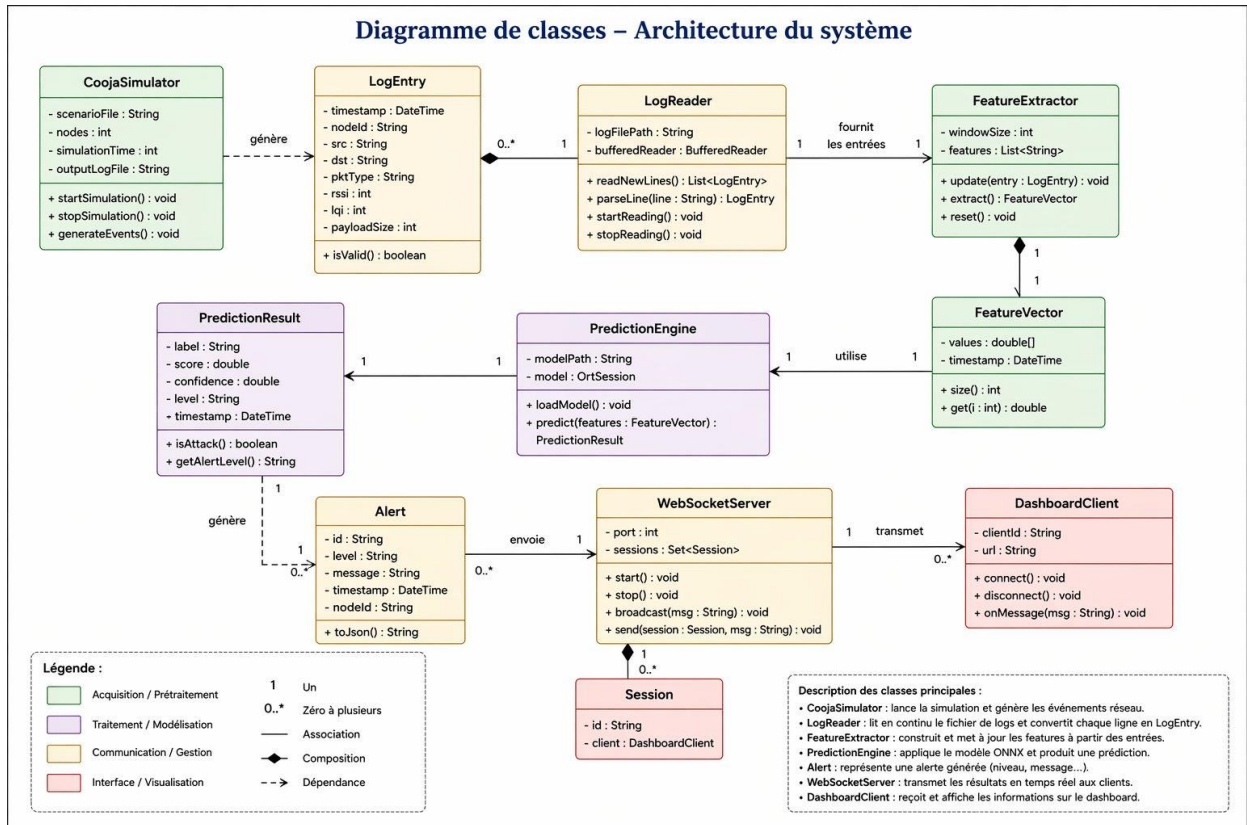 Diagramme de classes – Architecture du système
CoojaSimulator
- scenarioFile : String
- nodes : int
- simulationTime : int
- outputLogFile : String
+ startSimulation() : void
+ stopSimulation() : void
+ generateEvents() : void
génère
LogEntry
- timestamp : DateTime
- nodeId : String
- src : String
- dst : String
- pktType : String
- rssi : int
- lqi : int
- payloadSize : int
+ isValid() : boolean
0..*
1
LogReader
- logFilePath : String
- bufferedReader : BufferedReader
+ readNewLines() : List<LogEntry>
+ parseLine(line : String) : LogEntry
+ startReading() : void
+ stopReading() : void
fournit
1
les entrées
1
FeatureExtractor
- windowSize : int
- features : List<String>
+ update(entry : LogEntry) : void
+ extract() : FeatureVector
+ reset() : void
1
1
PredictionResult
- label : String
- score : double
- confidence : double
- level : String
- timestamp : DateTime
+ isAttack() : boolean
+ getAlertLevel() : String
1
1
PredictionEngine
- modelPath : String
- model : OrtSession
+ loadModel() : void
+ predict(features : FeatureVector) :
PredictionResult
1
utilise
1
FeatureVector
- values : double[]
- timestamp : DateTime
+ size() : int
+ get(i : int) : double
1
génère
1
0..*
Alert
- id : String
- level : String
- message : String
- timestamp : DateTime
- nodeId : String
+ toJson() : String
envoie
1
0..*
WebSocketServer
- port : int
- sessions : Set<Session>
+ start() : void
+ stop() : void
+ broadcast(msg : String) : void
+ send(session : Session, msg : String) : void
1
transmet
0..*
DashboardClient
- clientId : String
- url : String
+ connect() : void
+ disconnect() : void
+ onMessage(msg : String) : void
1
0..*
Session
- id : String
- client : DashboardClient
Légende :
Acquisition / Prétraitement
Traitement / Modélisation
Communication / Gestion
Interface / Visualisation
1 Un
0..* Zéro à plusieurs
Association
Composition
Dépendance
Description des classes principales :
• CoojaSimulator : lance la simulation et génère les événements réseau.
• LogReader : lit en continu le fichier de logs et convertit chaque ligne en LogEntry.
• FeatureExtractor : construit et met à jour les features à partir des entrées.
• PredictionEngine : applique le modèle ONNX et produit une prédiction.
• Alert : représente une alerte générée (niveau, message...).
• WebSocketServer : transmet les résultats en temps réel aux clients.
• DashboardClient : reçoit et affiche les informations sur le dashboard.